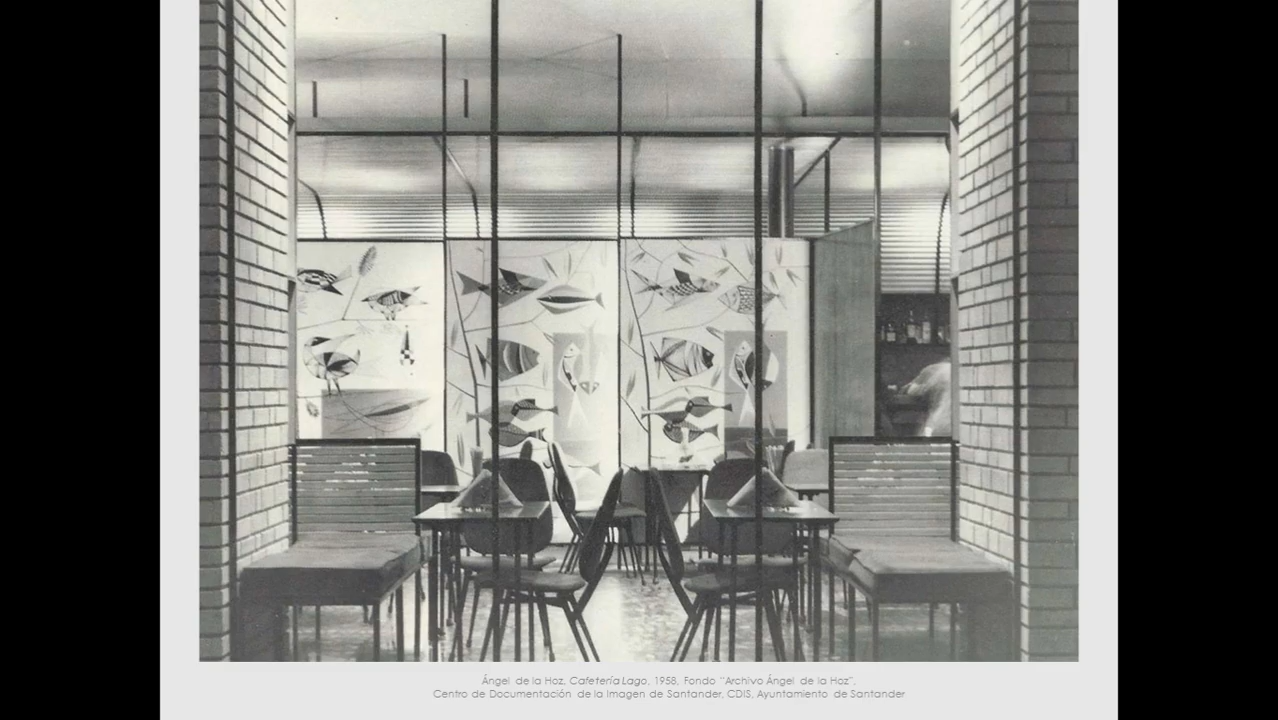 Ángel de la Hoz. Cafetería Lago, 1958, Fondo “Archivo Ángel de la Hoz”.
Centro de Documentación de la Imagen de Santander, CDIS, Ayuntamiento de Santander